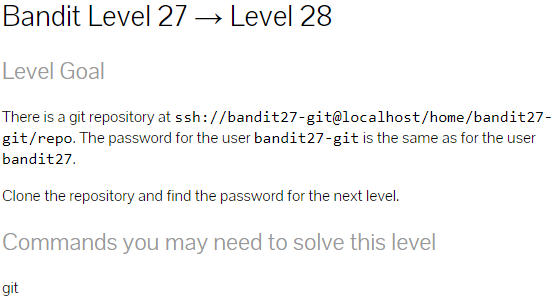 Bandit Level 27 → Level 28
Level Goal
There is a git repository at ssh://bandit27-git@localhost/home/bandit27-
git/repo. The password for the user bandit27-git is the same as for the user
bandit27.
Clone the repository and find the password for the next level.
Commands you may need to solve this level
git